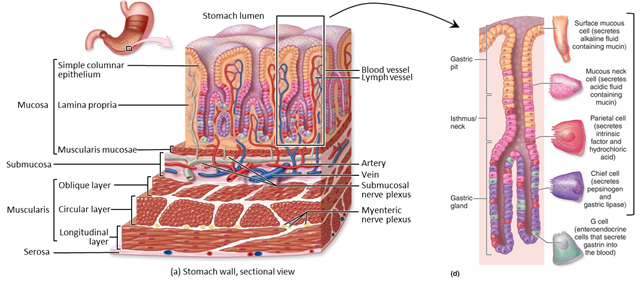 Stomach lumen
Simple columnar
epithelium
Mucosa
Lamina propria
Muscularis mucosae
Submucosa
Oblique layer
Muscularis
Circular layer
Longitudinal
layer
Serosa
Blood vessel
Lymph vessel
Artery
Vein
Submucosal
nerve plexus
Myenteric
nerve plexus
(a) Stomach wall, sectional view
Gastric
pit
Isthmus/
neck
Gastric
gland
Surface mucous
cell (secretes
alkaline fluid
containing mucin)
Mucous neck
cell (secretes
acidic fluid
containing
mucin)
Parietal cell
(secretes
intrinsic
factor and
hydrochloric
acid)
Chief cell
(secretes
pepsinogen
and
gastric lipase)
G cell
(enteroendocrine
cells that secrete
gastrin into
the blood)
(d)